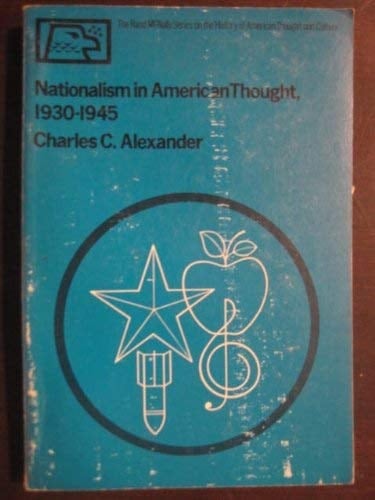 The Rand McNally Series on the History of American Thought and Culture
Nationalism in American Thought,
1930-1945
Charles C. Alexander